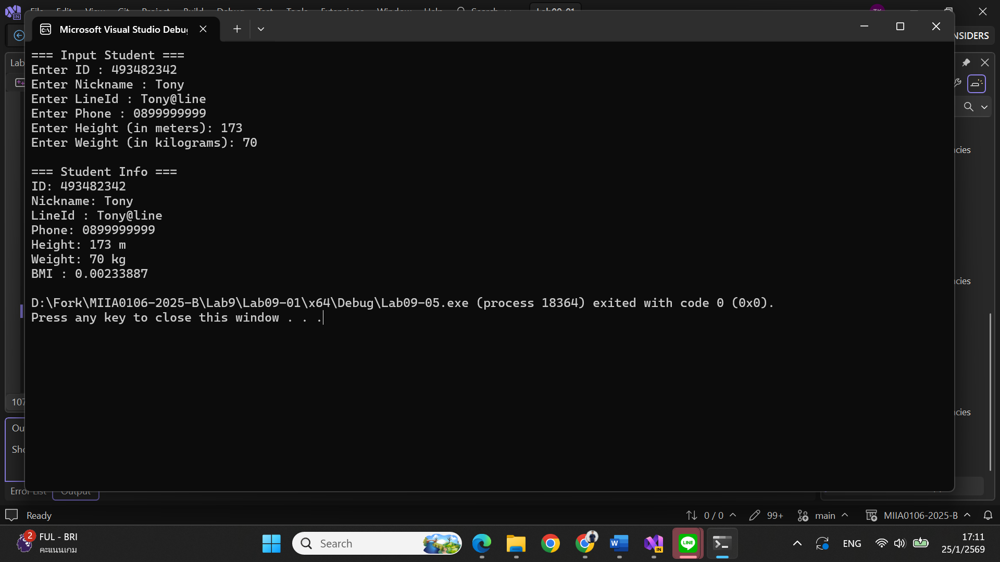 Microsoft Visual Studio Debu
NSIDERS
Lab
=== Input Student ===
Enter ID : 493482342
Enter Nickname : Tony
Enter LineId : Tony@line
Enter Phone : 0899999999
Enter Height (in meters): 173
Enter Weight (in kilograms): 70
=== Student Info ===
ID: 493482342
Nickname: Tony
LineId : Tony@line
Phone: 0899999999
Height: 173 m
Weight: 70 kg
BMI : 0.00233887
D:\Fork\MIIA0106-2025-B\Lab9\Lab09-01\x64\Debug\Lab09-05.exe (process 18364) exited with code 0 (0x0).
Press any key to close this window . . .
cies
cies
cies
107
Ou
Sho
Error List
Output
Ready
0 / 0
99+
main
MIIA0106-2025-B
2
FUL - BRI
คะแนนเกม
Search
ENG
17:11
25/1/2569